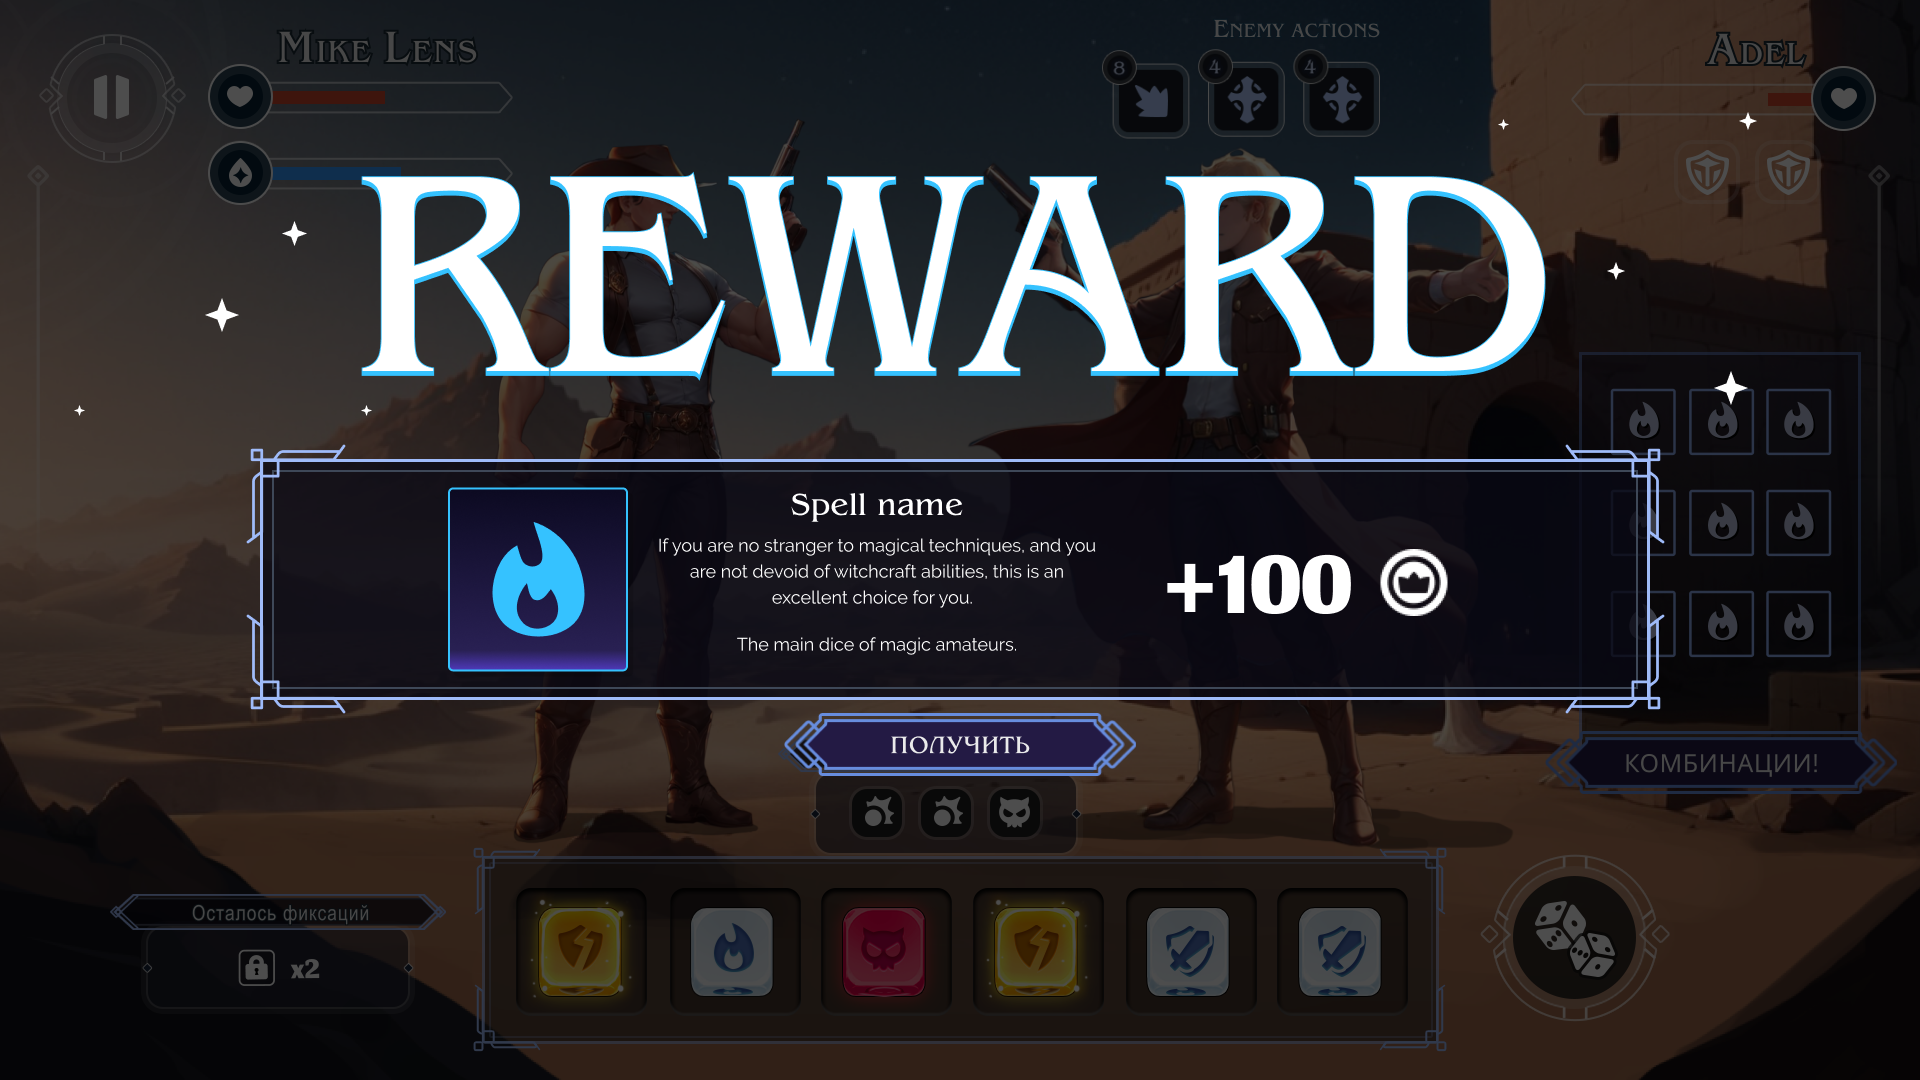 Mike Lens
Enemy actions
8
4
4
Adel
REWARD
Spell name
If you are no stranger to magical techniques, and you
are not devoid of witchcraft abilities, this is an
excellent choice for you.
The main dice of magic amateurs.
+100
ПОЛУЧИТЬ
КОМБИНАЦИИ!
Осталось фиксаций
x2